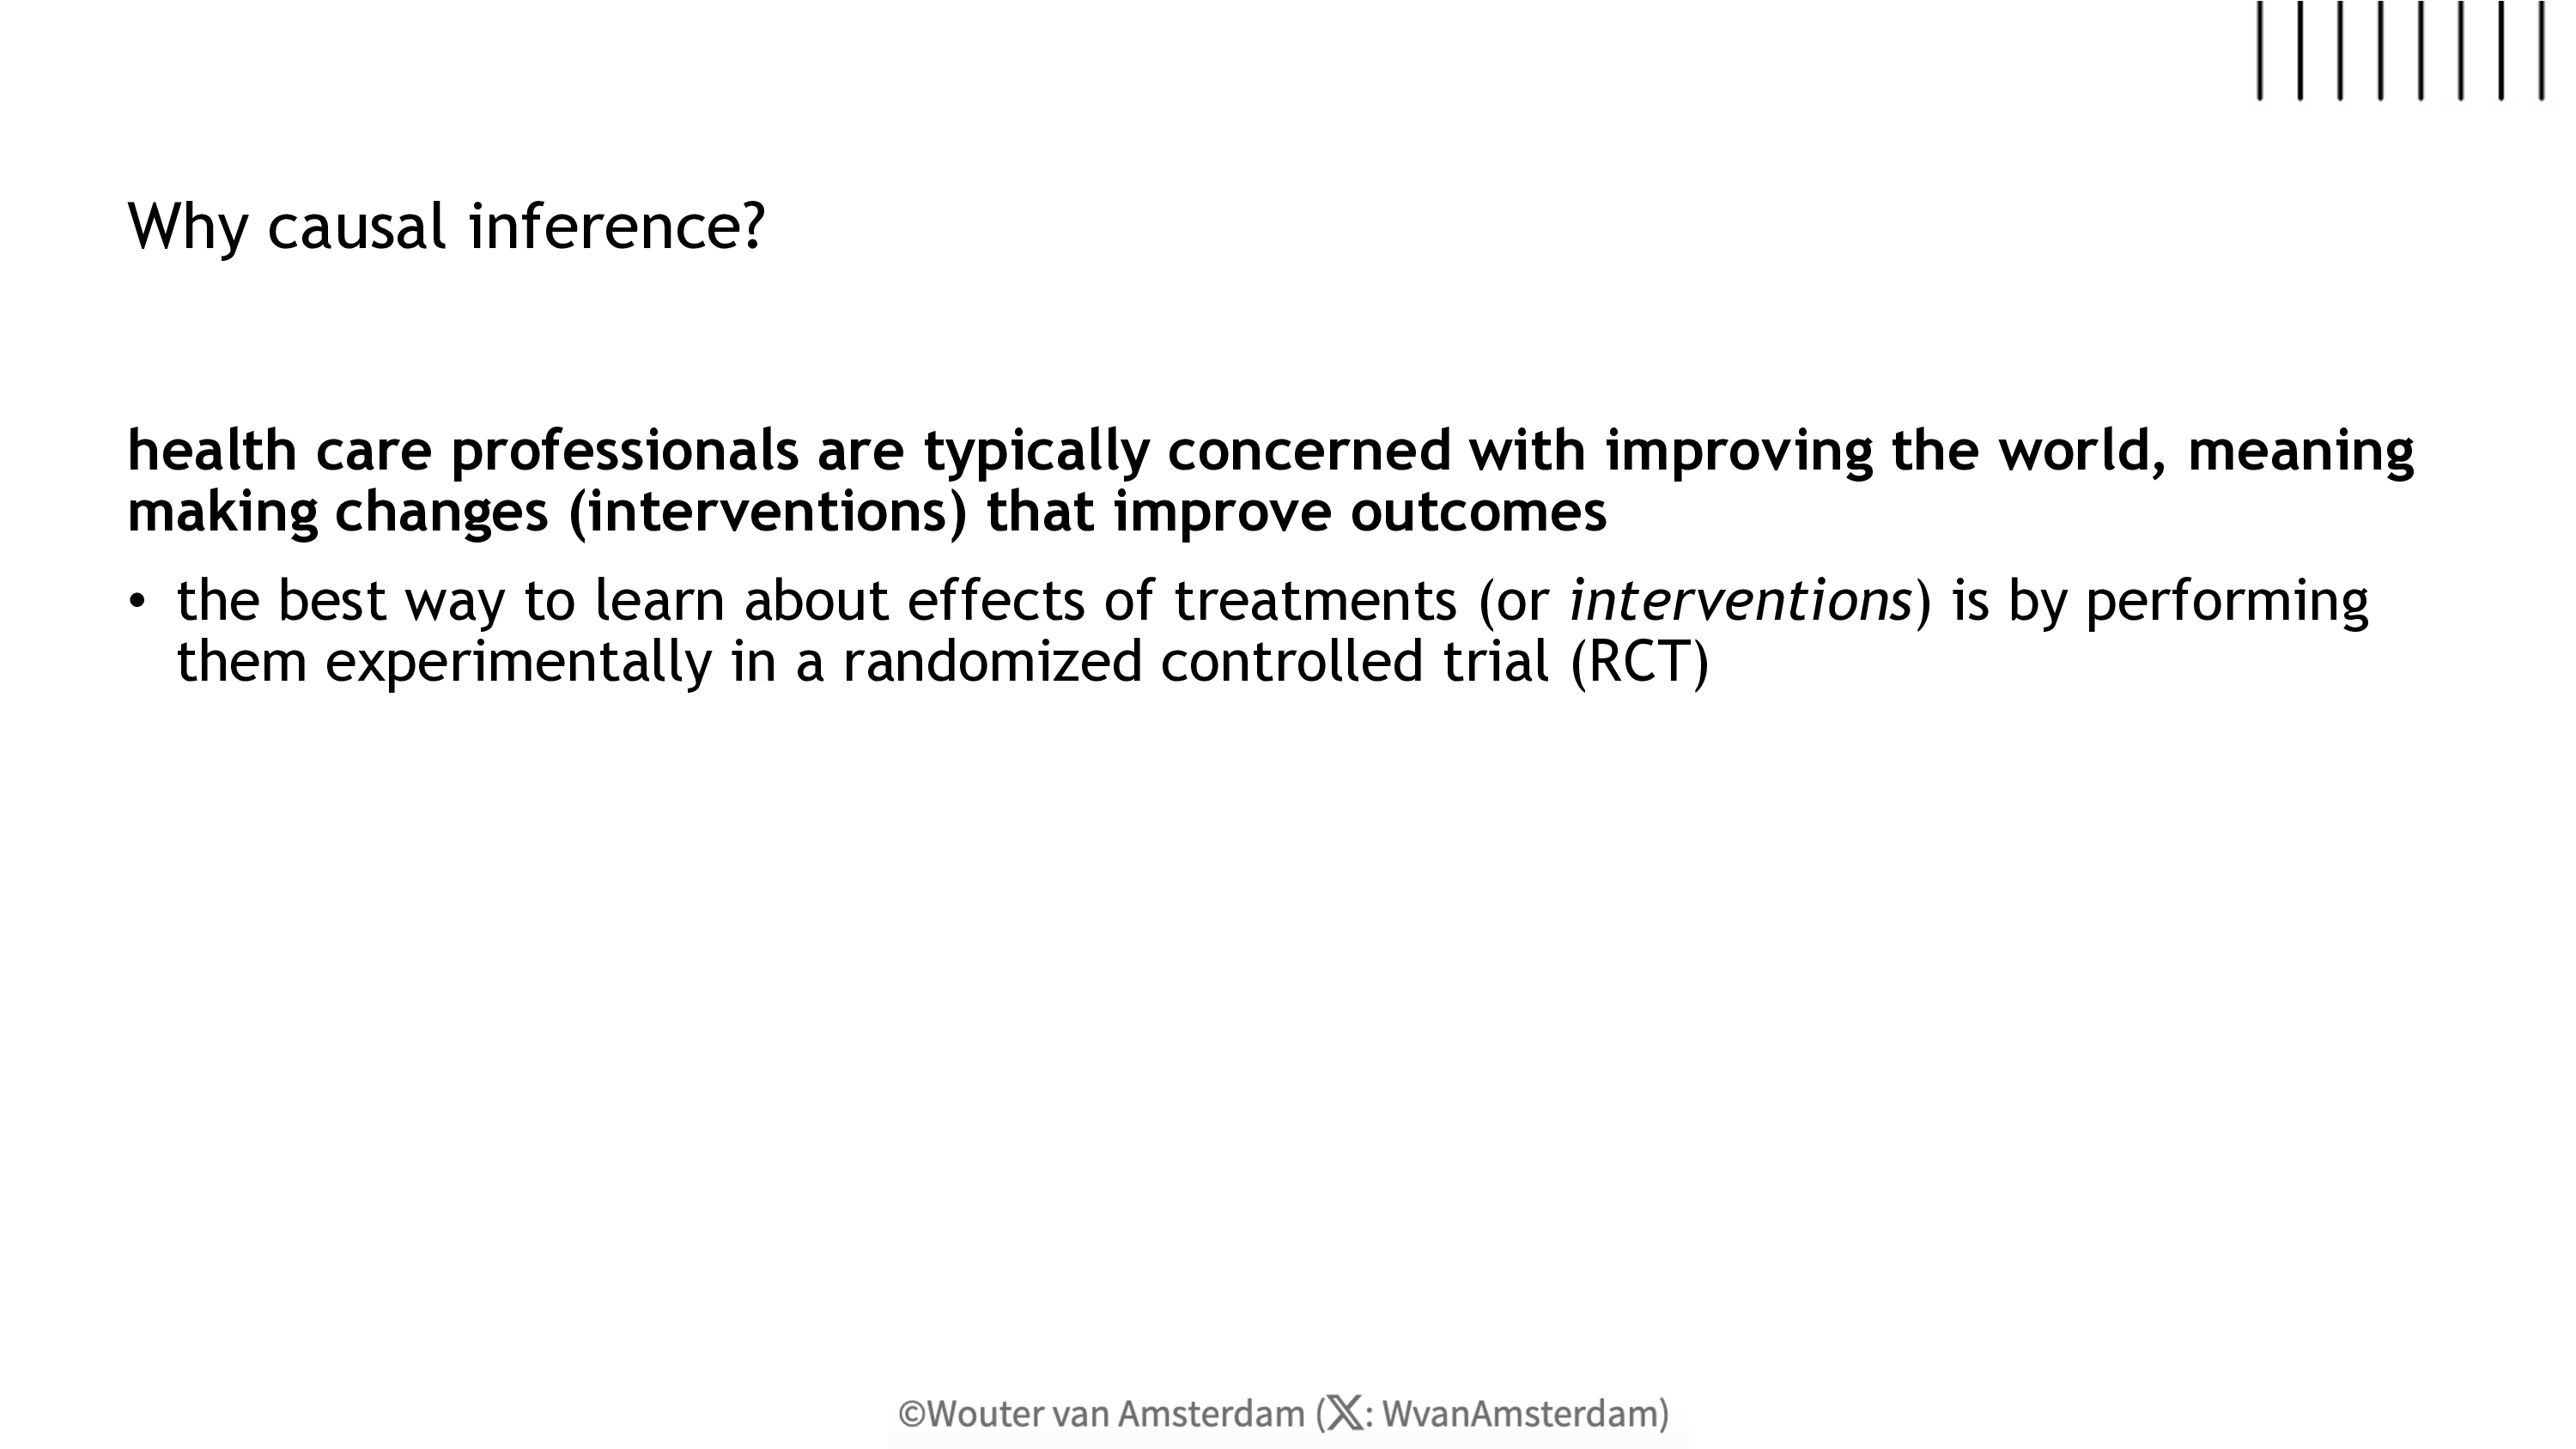 Why causal inference?
health care professionals are typically concerned with improving the world, meaning
making changes (interventions) that improve outcomes
• the best way to learn about effects of treatments (or interventions) is by performing
them experimentally in a randomized controlled trial (RCT)
©Wouter van Amsterdam (𝕏: WvanAmsterdam)